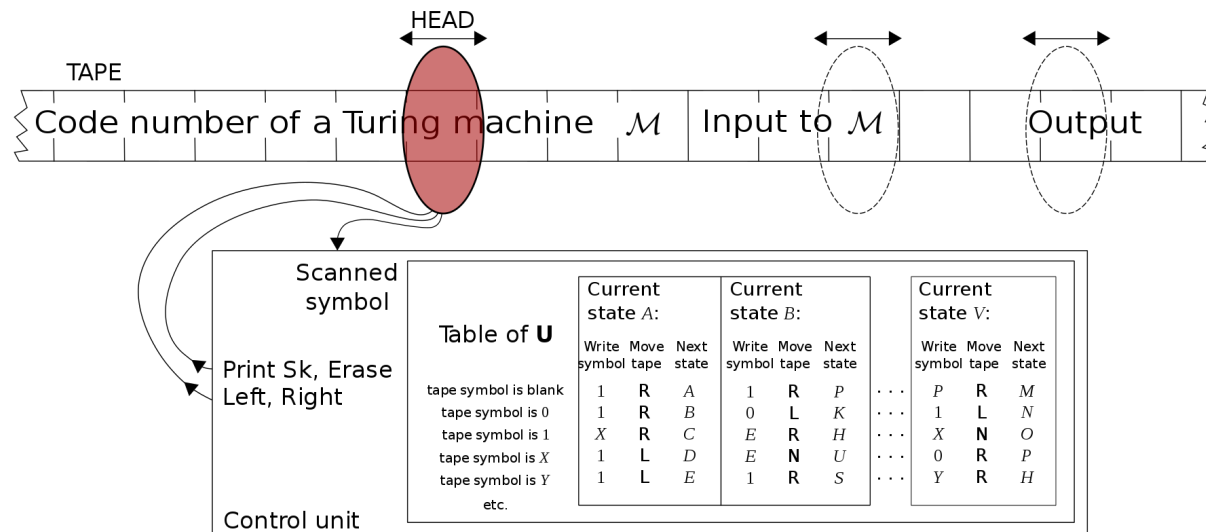 HEAD
TAPE
Code number of a Turing machine ℳ Input to ℳ Output
Scanned
symbol
Print Sk, Erase
Left, Right
Control unit
Table of U
Current
state A:
Current
state B:
Current
state V:
Write Move Next Write Move Next Write Move Next
symbol tape state symbol tape state symbol tape state
tape symbol is blank 1 R A 1 R P · · · P R M
tape symbol is 0 1 R B 0 L K · · · 1 L N
tape symbol is 1 X R C E R H · · · X N O
tape symbol is X 1 L D E N U · · · 0 R P
tape symbol is Y 1 L E 1 R S · · · Y R H
etc.